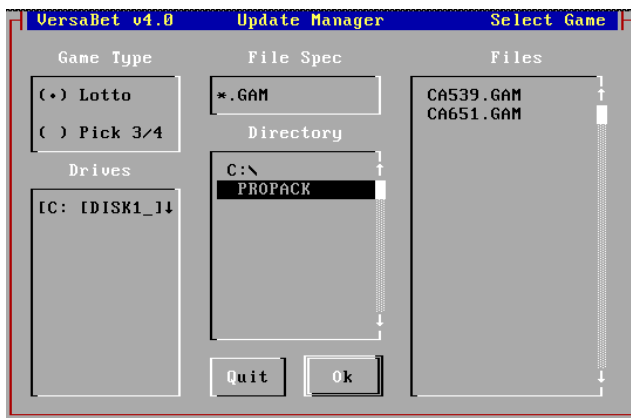 VersaBet v4.0 Update Manager Select Game
Game Type
(•) Lotto
( ) Pick 3/4
Drives
[C: [DISK1_]↓
File Spec
*.GAM
Directory
C:\
PROPACK
Quit Ok
Files
CA539.GAM
CA651.GAM